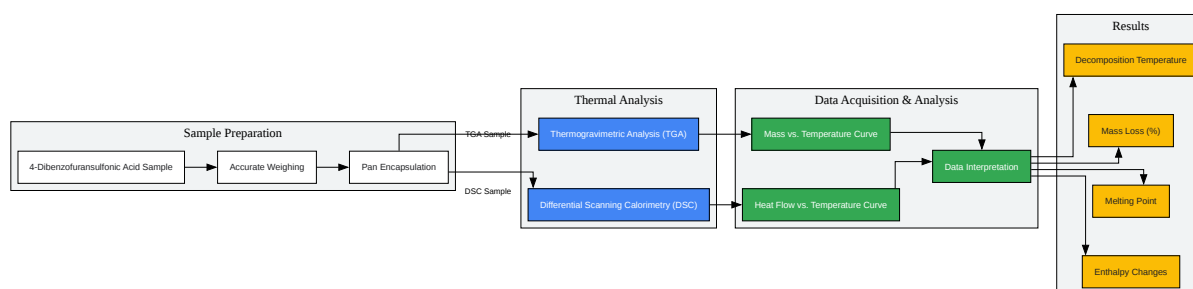 Sample Preparation
4-Dibenzofuransulfonic Acid Sample
Accurate Weighing
Pan Encapsulation
TGA Sample
DSC Sample
Thermal Analysis
Thermogravimetric Analysis (TGA)
Differential Scanning Calorimetry (DSC)
Data Acquisition & Analysis
Mass vs. Temperature Curve
Heat Flow vs. Temperature Curve
Data Interpretation
Results
Decomposition Temperature
Mass Loss (%)
Melting Point
Enthalpy Changes